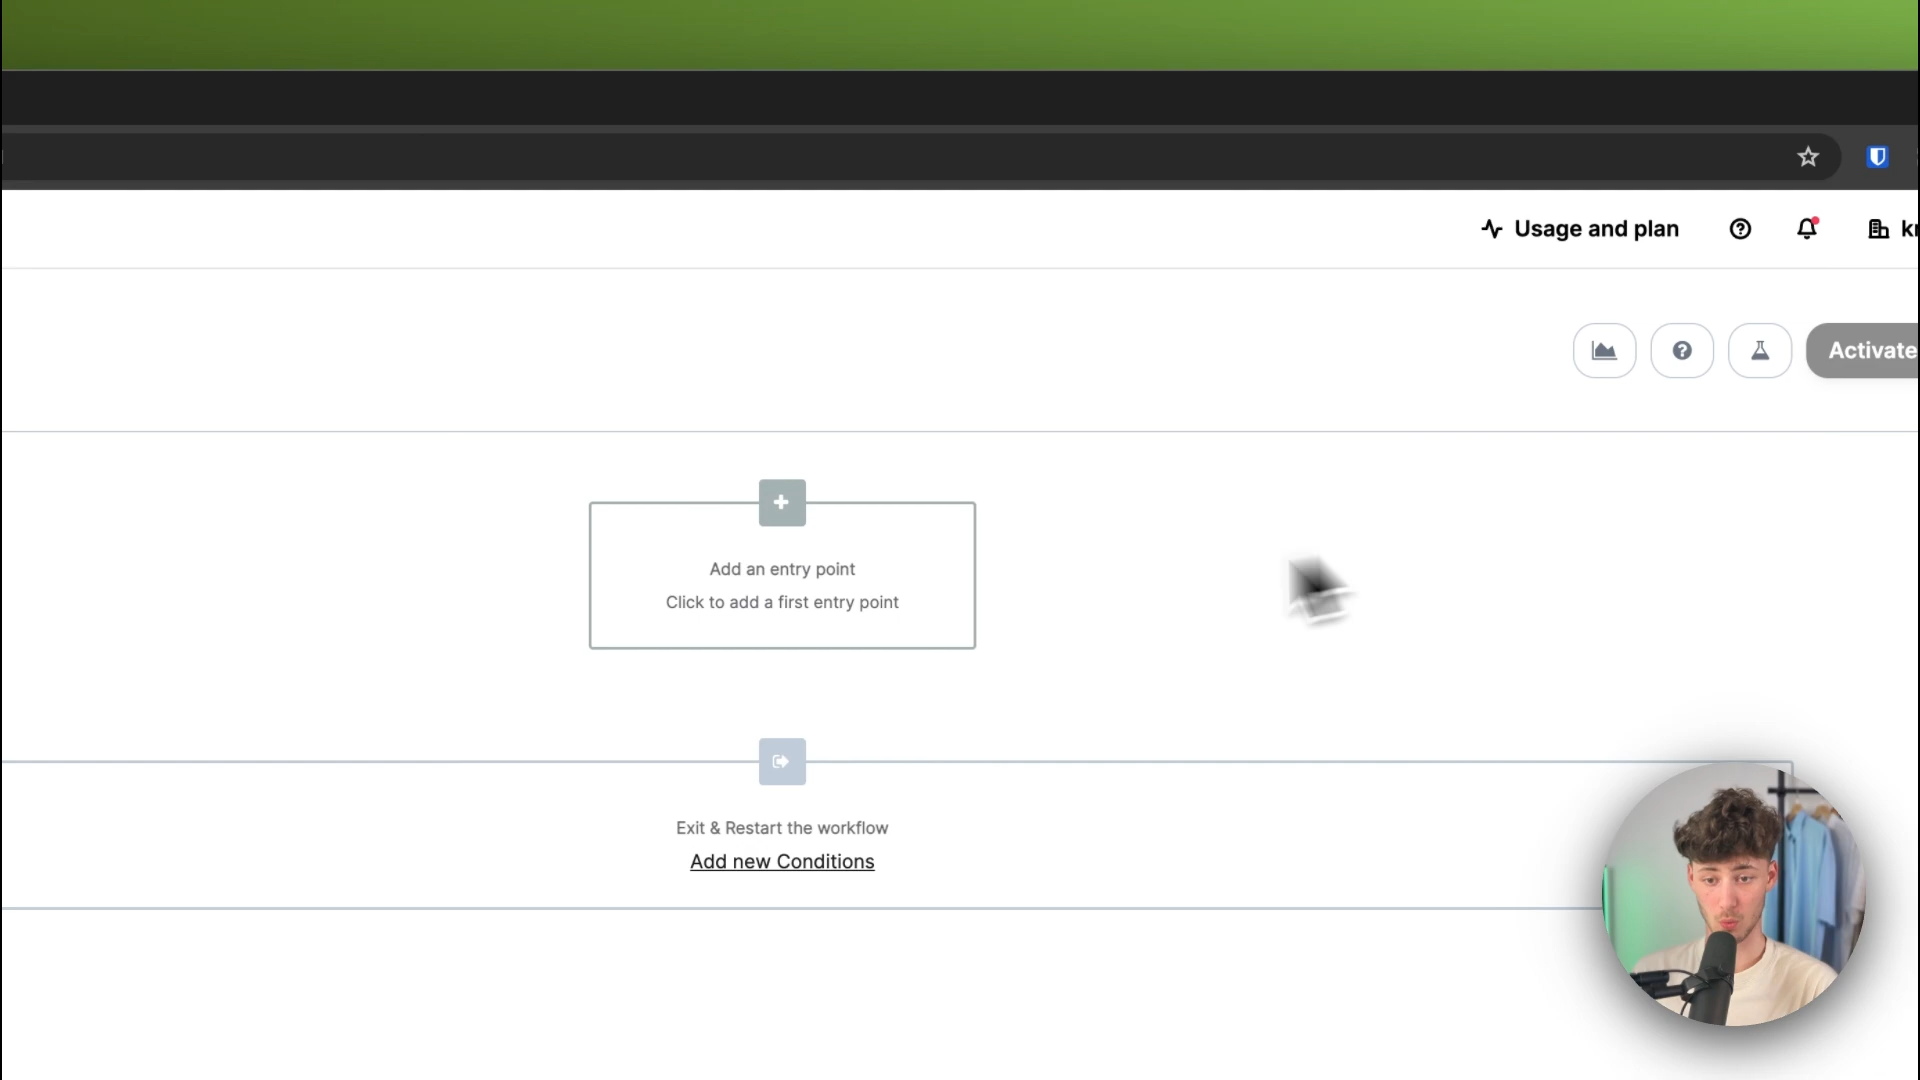 Usage and plan
Activate
Add an entry point
Click to add a first entry point
Exit & Restart the workflow
Add new Conditions